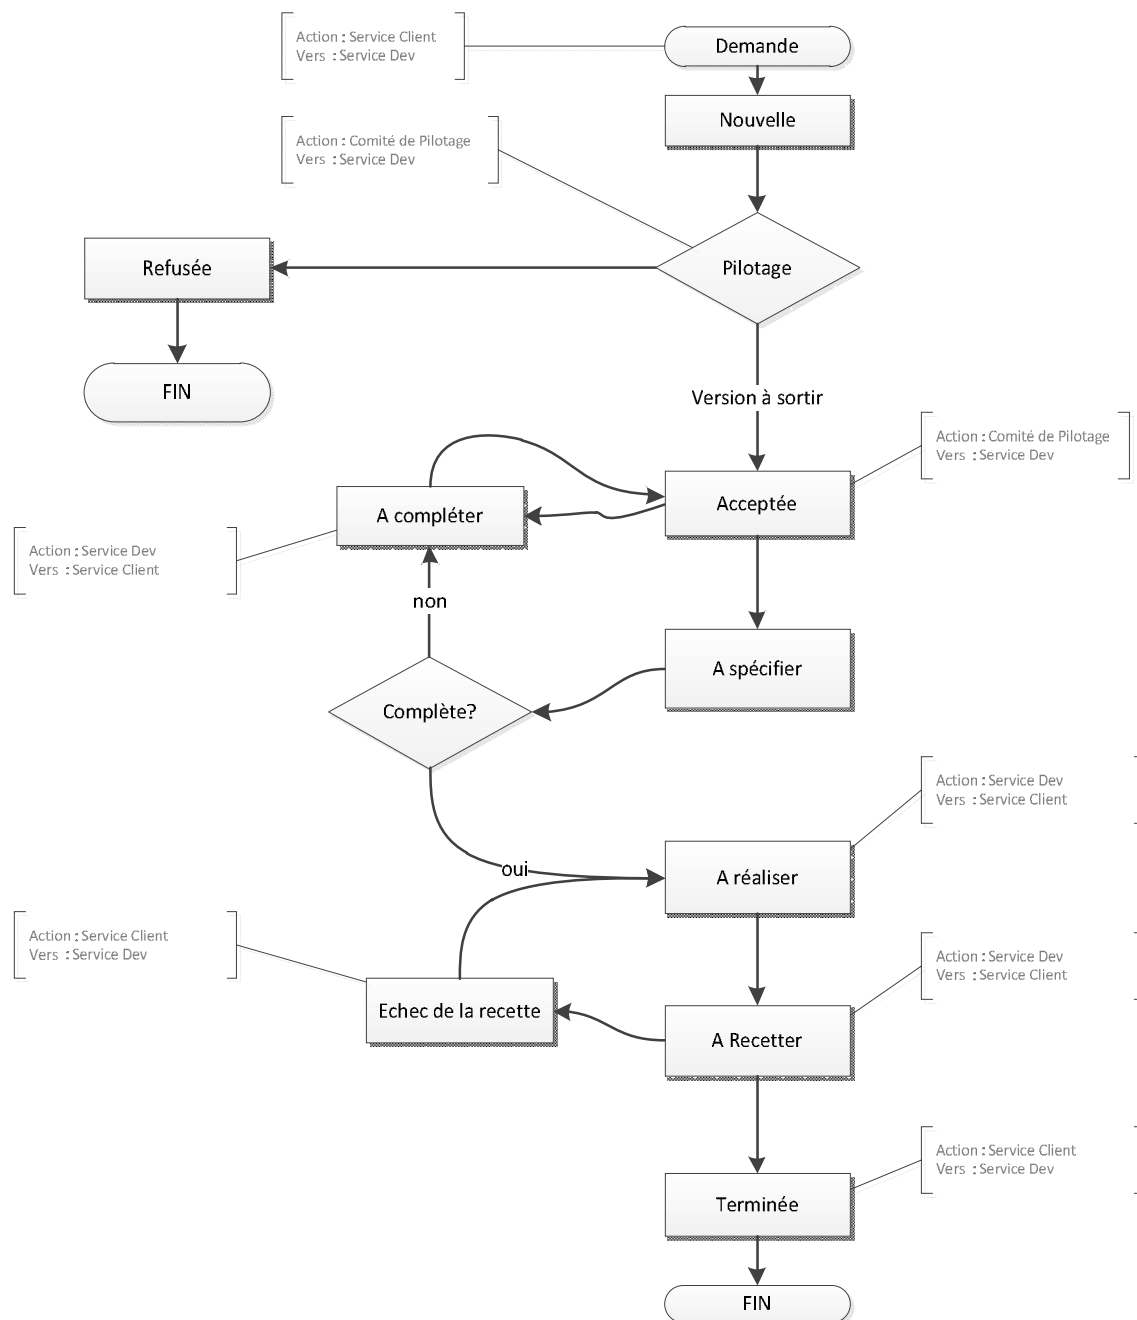 Action : Service Client
Vers : Service Dev
Demande
Nouvelle
Action : Comité de Pilotage
Vers : Service Dev
Pilotage
Refusée
FIN
Version à sortir
Action : Comité de Pilotage
Vers : Service Dev
Acceptée
A compléter
Action : Service Dev
Vers : Service Client
non
A spécifier
Complète?
Action : Service Dev
Vers : Service Client
oui
A réaliser
Action : Service Client
Vers : Service Dev
Action : Service Dev
Vers : Service Client
Echec de la recette
A Recetter
Action : Service Client
Vers : Service Dev
Terminée
FIN